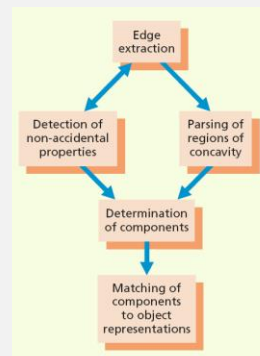 Edge
extraction
Detection of
non-accidental
properties
Parsing of
regions of
concavity
Determination
of components
Matching of
components
to object
representations